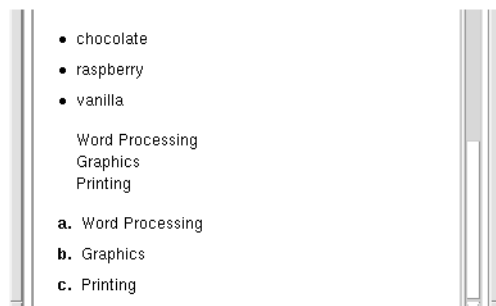 • chocolate
• raspberry
• vanilla
Word Processing
Graphics
Printing
a. Word Processing
b. Graphics
c. Printing